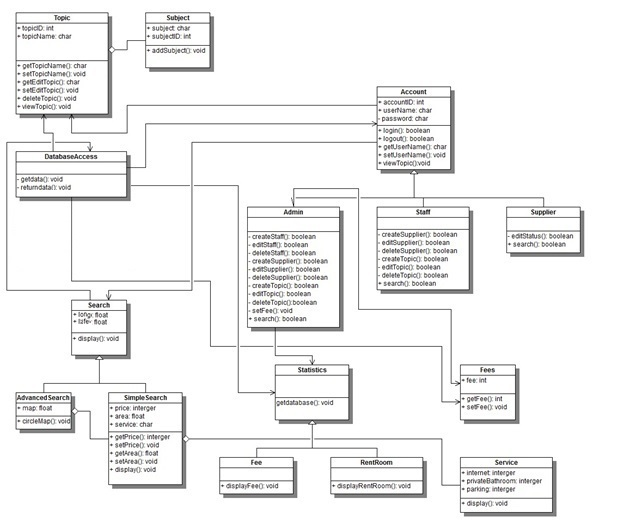 Topic
+ topicID: int
+ topicName: char
+ getTopicName(): char
+ setTopicName(): void
+ getEditTopic(): char
+ setEditTopic(): void
+ deleteTopic(): void
+ viewTopic(): void
Subject
+ subject: char
+ subjectID: int
+ addSubject(): void
Account
+ accountID: int
+ userName: char
- password: char
+ login(): boolean
+ logout(): boolean
+ getUserName(): char
+ setUserName(): void
+ viewTopic():void
DatabaseAccess
- getdata(): void
- returndata(): void
Admin
- createStaff(): boolean
- editStaff(): boolean
- deleteStaff(): boolean
- createSupplier(): boolean
- editSupplier(): boolean
- deleteSupplier(): boolean
- createTopic(): boolean
- editTopic(): boolean
- deleteTopic():boolean
- setFee(): void
+ search(): boolean
Staff
- createSupplier(): boolean
- editSupplier(): boolean
- deleteSupplier(): boolean
- createTopic(): boolean
- editTopic(): boolean
- deleteTopic(): boolean
+ search(): boolean
Supplier
- editStatus(): boolean
+ search(): boolean
Search
: float
: float
+ display(): void
Statistics
getdatabase(): void
Fees
+ fee: int
+ getFee(): int
+ setFee(): void
AdvancedSearch
+ map: float
+ circleMap(): void
SimpleSearch
+ price: interger
+ area: float
+ service: char
+ getPrice(): interger
+ setPrice(): void
+ getArea(): float
+ setArea(): void
+ display(): void
Fee
+ displayFee(): void
RentRoom
+ displayRentRoom(): void
Service
+ internet: interger
+ privateBathroom: interger
+ parking: interger
+ display(): void